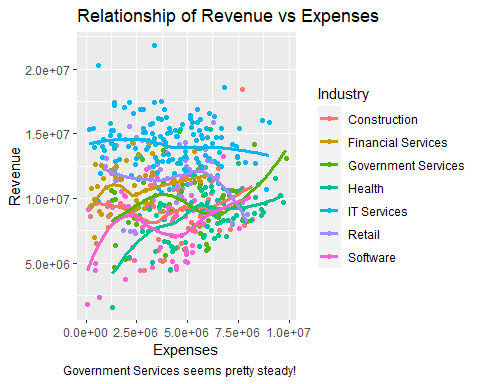 Relationship of Revenue vs Expenses
2.0e+07
1.5e+07
1.0e+07
5.0e+06
Revenue
0.0e+00 2.5e+06 5.0e+06 7.5e+06 1.0e+07
Expenses
Government Services seems pretty steady!
Industry
Construction
Financial Services
Government Services
Health
IT Services
Retail
Software